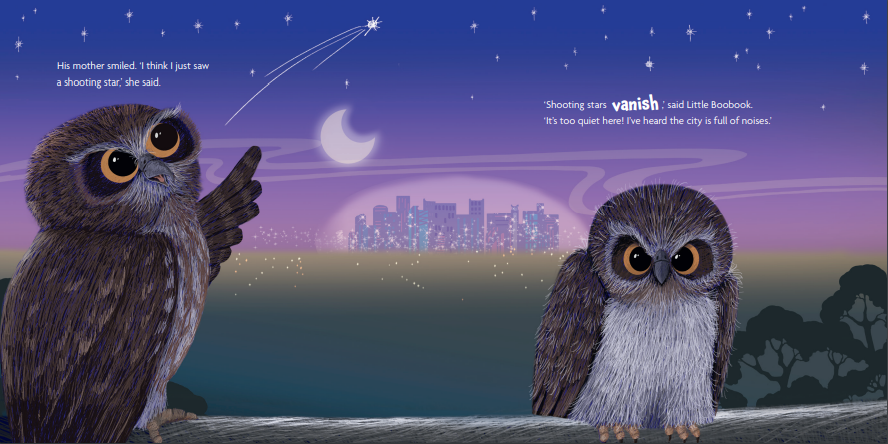 His mother smiled. ‘I think I just saw
a shooting star,’ she said.
‘Shooting stars vanish,’ said Little Boobook.
‘It’s too quiet here! I’ve heard the city is full of noises.’